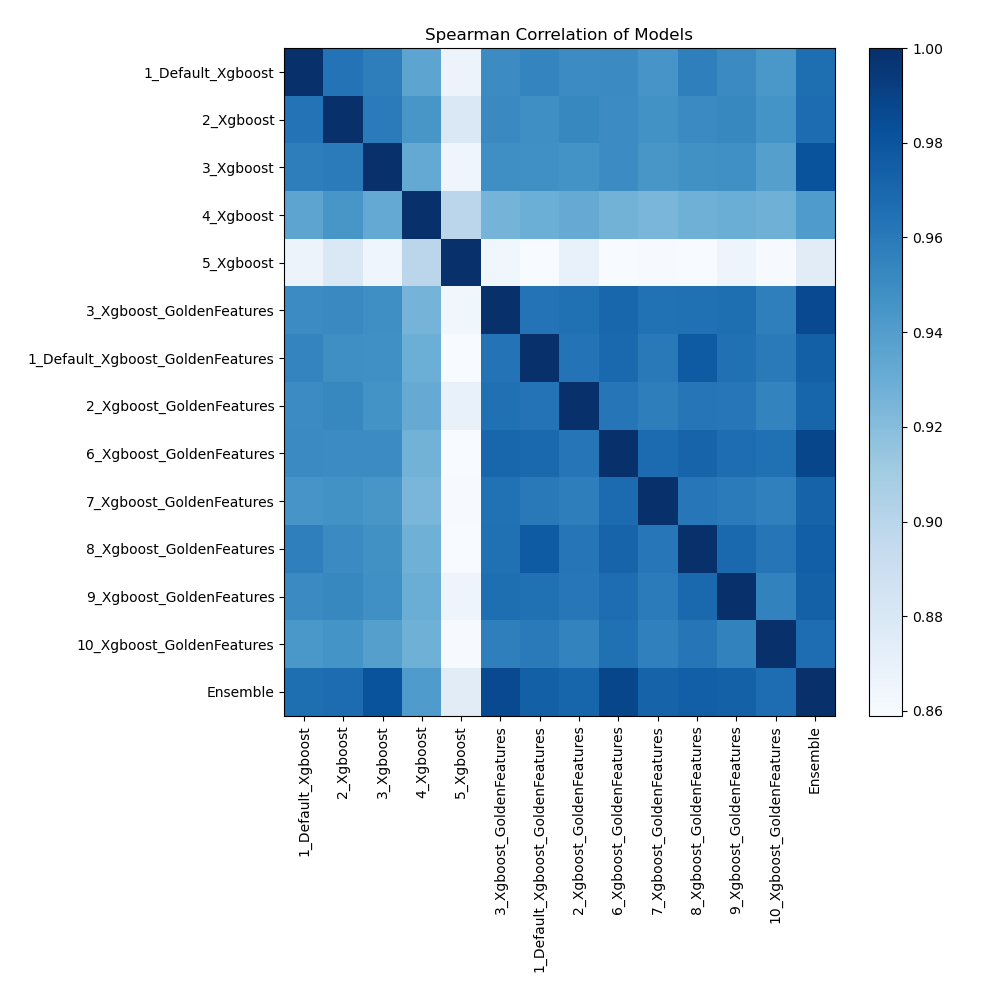 Spearman Correlation of Models
1_Default_Xgboost
2_Xgboost
3_Xgboost
4_Xgboost
5_Xgboost
3_Xgboost_GoldenFeatures
1_Default_Xgboost_GoldenFeatures
2_Xgboost_GoldenFeatures
6_Xgboost_GoldenFeatures
7_Xgboost_GoldenFeatures
8_Xgboost_GoldenFeatures
9_Xgboost_GoldenFeatures
10_Xgboost_GoldenFeatures
Ensemble
1_Default_Xgboost
2_Xgboost
3_Xgboost
4_Xgboost
5_Xgboost
3_Xgboost_GoldenFeatures
1_Default_Xgboost_GoldenFeatures
2_Xgboost_GoldenFeatures
6_Xgboost_GoldenFeatures
7_Xgboost_GoldenFeatures
8_Xgboost_GoldenFeatures
9_Xgboost_GoldenFeatures
10_Xgboost_GoldenFeatures
Ensemble
1.00
0.98
0.96
0.94
0.92
0.90
0.88
0.86